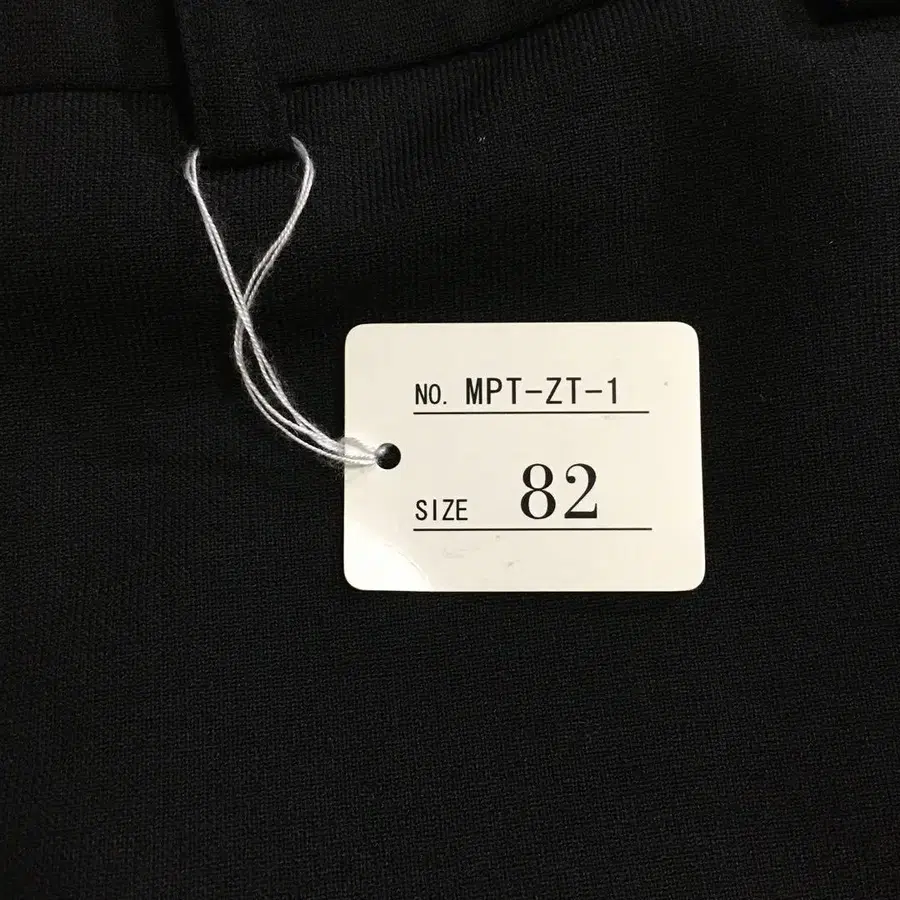 NO. MPT-ZT-1
SIZE 82